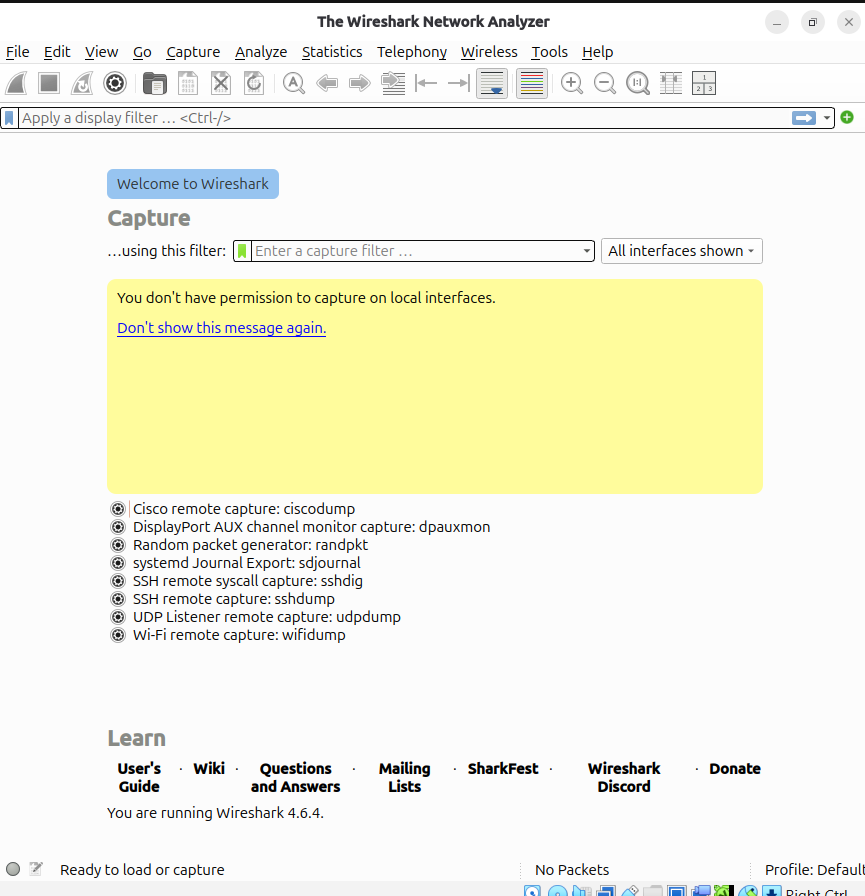 The Wireshark Network Analyzer
File Edit View Go Capture Analyze Statistics Telephony Wireless Tools Help
Apply a display filter … <Ctrl-/>
Welcome to Wireshark
Capture
…using this filter: Enter a capture filter … All interfaces shown
You don't have permission to capture on local interfaces.
Don't show this message again.
Cisco remote capture: ciscodump
DisplayPort AUX channel monitor capture: dpauxmon
Random packet generator: randpkt
systemd Journal Export: sdjournal
SSH remote syscall capture: sshdig
SSH remote capture: sshdump
UDP Listener remote capture: udpdump
Wi-Fi remote capture: wifidump
Learn
User's Guide · Wiki · Questions and Answers · Mailing Lists · SharkFest · Wireshark Discord · Donate
You are running Wireshark 4.6.4.
Ready to load or capture No Packets Profile: Default
Right Ctrl